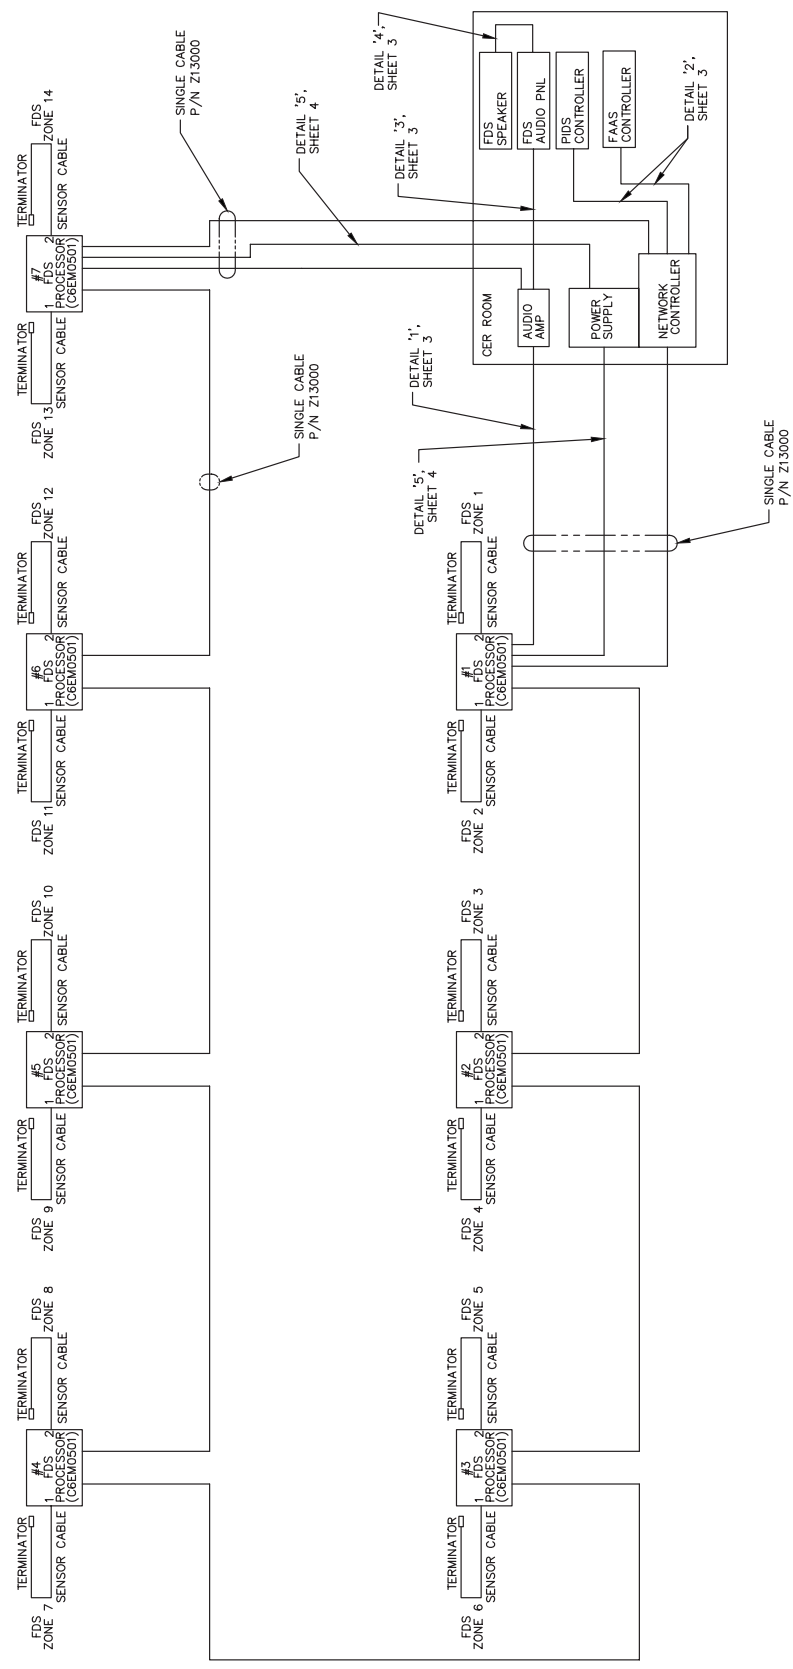 FDS
ZONE 7
TERMINATOR
SENSOR CABLE
#4
FDS
1
2
PROCESSOR
(C6EM0501)
TERMINATOR
SENSOR CABLE
FDS
ZONE 8
FDS
ZONE 9
TERMINATOR
SENSOR CABLE
#5
FDS
1
2
PROCESSOR
(C6EM0501)
TERMINATOR
SENSOR CABLE
FDS
ZONE 10
FDS
ZONE 11
TERMINATOR
SENSOR CABLE
#6
FDS
1
2
PROCESSOR
(C6EM0501)
TERMINATOR
SENSOR CABLE
FDS
ZONE 12
FDS
ZONE 13
TERMINATOR
SENSOR CABLE
#7
FDS
1
2
PROCESSOR
(C6EM0501)
TERMINATOR
SENSOR CABLE
FDS
ZONE 14
SINGLE CABLE
P/N Z13000
SINGLE CABLE
P/N Z13000
DETAIL '5',
SHEET 4
DETAIL '4',
SHEET 3
DETAIL '3',
SHEET 3
DETAIL '1',
SHEET 3
DETAIL '5',
SHEET 4
FDS
ZONE 6
TERMINATOR
SENSOR CABLE
#3
FDS
1
2
PROCESSOR
(C6EM0501)
TERMINATOR
SENSOR CABLE
FDS
ZONE 5
FDS
ZONE 4
TERMINATOR
SENSOR CABLE
#2
FDS
1
2
PROCESSOR
(C6EM0501)
TERMINATOR
SENSOR CABLE
FDS
ZONE 3
FDS
ZONE 2
TERMINATOR
SENSOR CABLE
#1
FDS
1
2
PROCESSOR
(C6EM0501)
TERMINATOR
SENSOR CABLE
FDS
ZONE 1
CER ROOM
FDS
SPEAKER
FDS
AUDIO PNL
PIDS
CONTROLLER
FAAS
CONTROLLER
AUDIO
AMP
POWER
SUPPLY
NETWORK
CONTROLLER
DETAIL '2',
SHEET 3
SINGLE CABLE
P/N Z13000